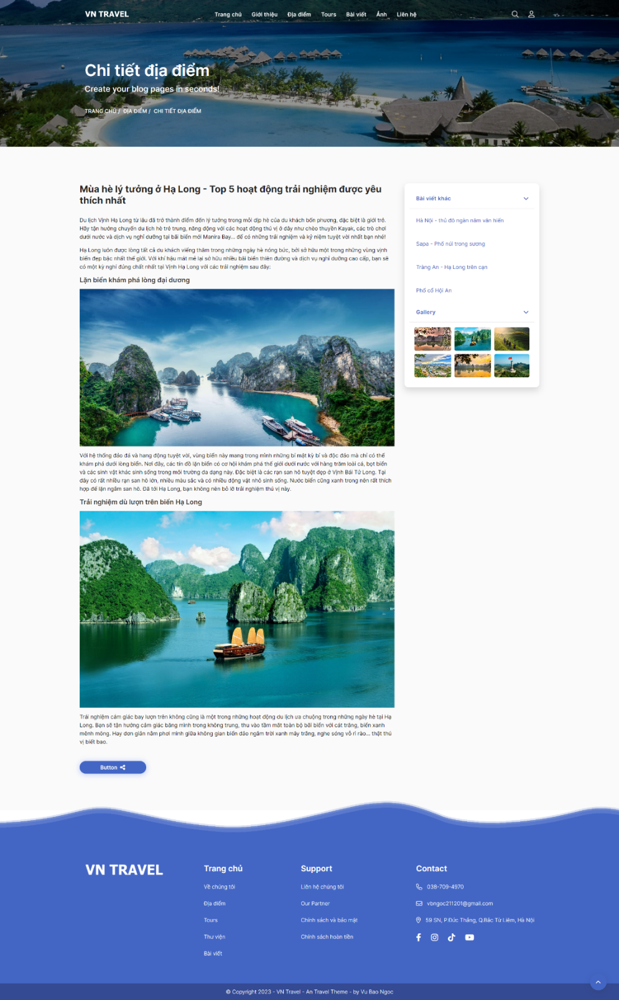 VN TRAVEL
Trang chủ Giới thiệu Địa điểm Tours Bài viết Ảnh Liên hệ
Chi tiết địa điểm
Create your blog pages in seconds!
TRANG CHỦ / ĐỊA ĐIỂM / CHI TIẾT ĐỊA ĐIỂM
Mùa hè lý tưởng ở Hạ Long - Top 5 hoạt động trải nghiệm được yêu
thích nhất
Du lịch Vịnh Hạ Long từ lâu đã trở thành điểm đến lý tưởng trong mỗi dịp hè của du khách bốn phương, đặc biệt là giới trẻ.
Hãy tận hưởng chuyến du lịch hè trẻ trung, năng động với các hoạt động thú vị ở đây như chèo thuyền Kayak, các trò chơi
dưới nước và dịch vụ nghỉ dưỡng tại bãi biển mới Manira Bay... để có những trải nghiệm và kỷ niệm tuyệt vời nhất bạn nhé!
Hạ Long luôn được lòng tất cả du khách viếng thăm trong những ngày hè nóng bức, bởi sở hữu một trong những vùng vịnh
biển đẹp bậc nhất thế giới. Với khí hậu mát mẻ lại sở hữu nhiều bãi biển thiên đường và dịch vụ nghỉ dưỡng cao cấp, bạn sẽ
có một kỳ nghỉ đúng chất nhất tại Vịnh Hạ Long với các trải nghiệm sau đây:
Lặn biển khám phá lòng đại dương
Với hệ thống đảo đá và hang động tuyệt vời, vùng biển này mang trong mình những bí mật kỳ bí và độc đáo mà chỉ có thể
khám phá dưới lòng biển. Nơi đây, các tín đồ lặn biển có cơ hội khám phá thế giới dưới nước với hàng trăm loài cá, bọt biển
và các sinh vật khác sinh sống trong môi trường đa dạng này. Đặc biệt là các rạn san hô tuyệt đẹp ở Vịnh Bái Tử Long. Tại
đây có rất nhiều rạn san hô lớn, nhiều màu sắc và có nhiều động vật nhỏ sinh sống. Nước biển cũng xanh trong nên rất thích
hợp để lặn ngắm san hô. Đã tới Hạ Long, bạn không nên bỏ lỡ trải nghiệm thú vị này.
Trải nghiệm dù lượn trên biển Hạ Long
Trải nghiệm cảm giác bay lượn trên không cũng là một trong những hoạt động du lịch ưa chuộng trong những ngày hè tại Hạ
Long. Bạn sẽ tận hưởng cảm giác băng mình trong không trung, thu vào tầm mắt toàn bộ bãi biển với cát trắng, biển xanh
mênh mông. Hay đơn giản nằm phơi mình giữa không gian biển đảo ngắm trời xanh mây trắng, nghe sóng vỗ rì rào... thật thú
vị biết bao.
Button
Bài viết khác
Hà Nội - thủ đô ngàn năm văn hiến
Sapa - Phố núi trong sương
Tràng An - Hạ Long trên cạn
Phố cổ Hội An
Gallery
VN TRAVEL
Trang chủ
Về chúng tôi
Địa điểm
Tours
Thư viện
Bài viết
Support
Liên hệ chúng tôi
Our Partner
Chính sách và bảo mật
Chính sách hoàn tiền
Contact
038-709-4970
vbngoc211201@gmail.com
59 SN, P.Đức Thắng, Q.Bắc Từ Liêm, Hà Nội
© Copyright 2023 - VN Travel - An Travel Theme - by Vu Bao Ngoc